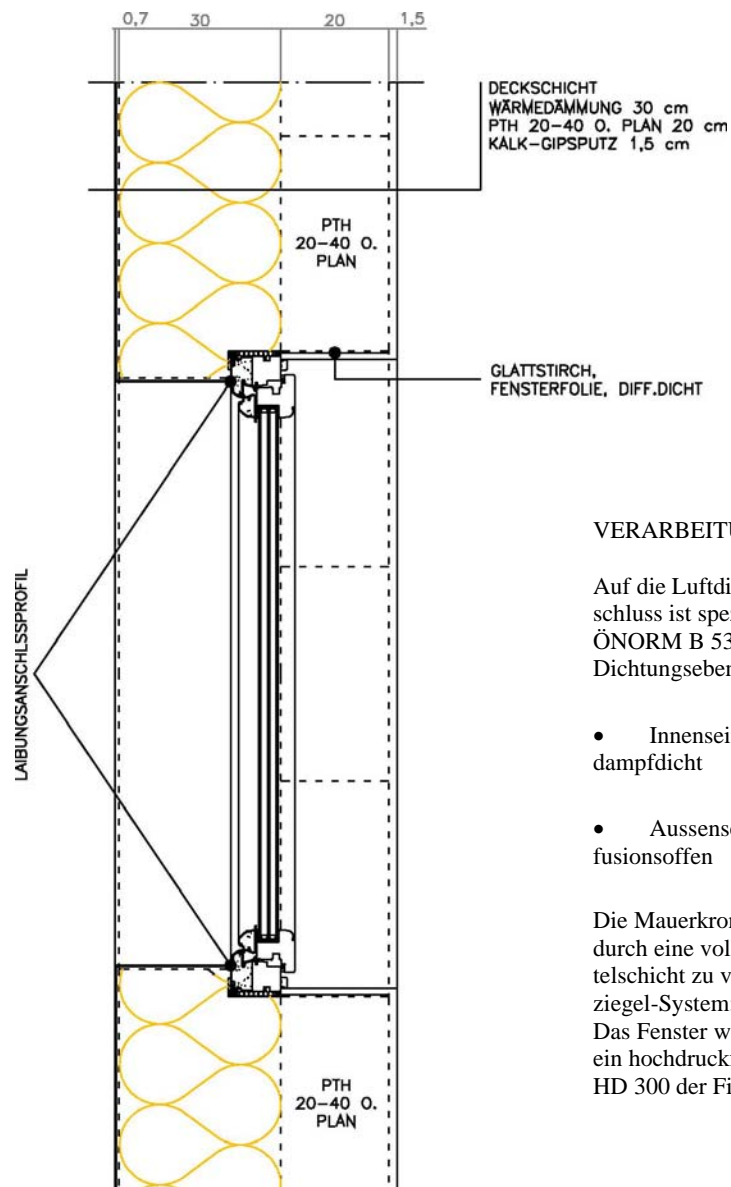 0,7 30 20 1,5
DECKSCHICHT
WÄRMEDÄMMUNG 30 cm
PTH 20-40 O. PLAN 20 cm
KALK-GIPSPUTZ 1,5 cm
PTH
20-40 O.
PLAN
GLATTSTIRCH,
FENSTERFOLIE, DIFF.DICHT
LAIBUNGSANSCHLSSPROFIL
VERARBEITU
Auf die Luftdi
schluss ist spe
ÖNORM B 53
Dichtungseben
• Innensei
dampfdicht
• Aussense
fusionsoffen
Die Mauerkron
durch eine vol
telschicht zu v
ziegel-System
Das Fenster w
ein hochdruck
HD 300 der Fi
PTH
20-40 O.
PLAN